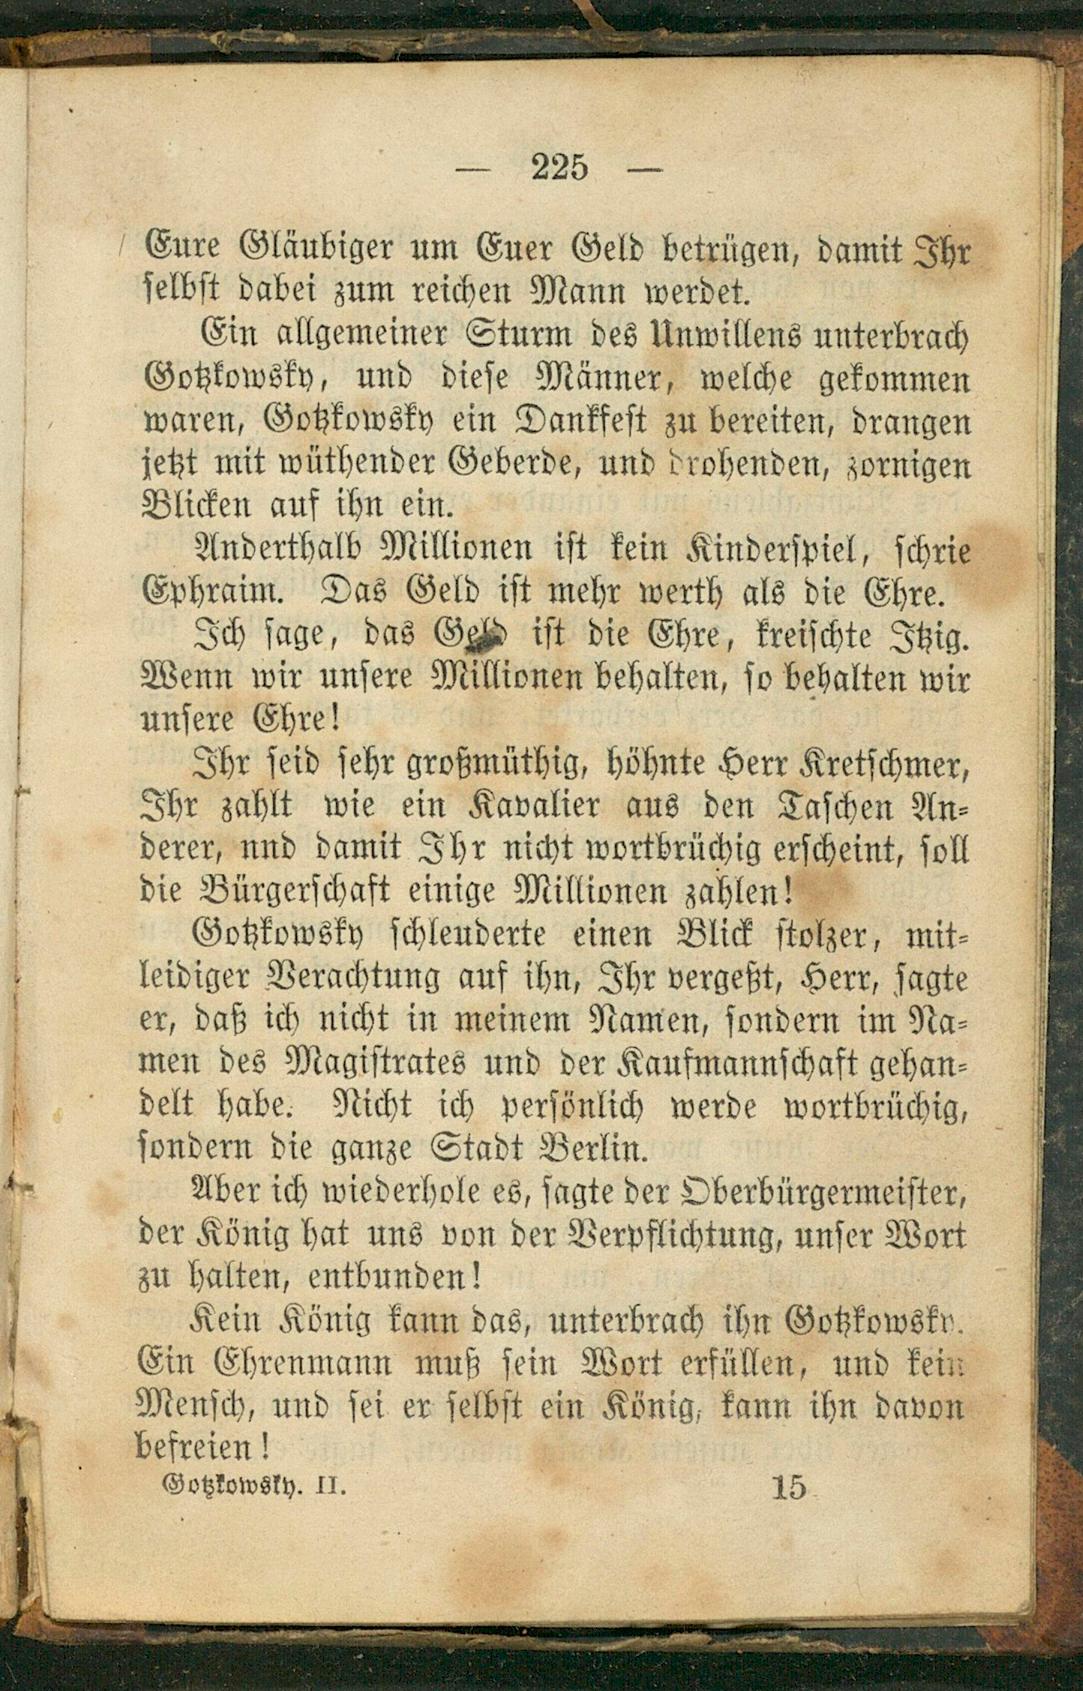 — 225 —
Eure Gläubiger um Euer Geld betrügen, damit Ihr
selbst dabei zum reichen Mann werdet.
Ein allgemeiner Sturm des Unwillens unterbrach
Gotzkowsky, und diese Männer, welche gekommen
waren, Gotzkowsky ein Dankfest zu bereiten, drangen
jetzt mit wüthender Geberde, und drohenden, zornigen
Blicken auf ihn ein.
Anderthalb Millionen ist kein Kinderspiel, schrie
Ephraim. Das Geld ist mehr werth als die Ehre.
Ich sage, das Geld ist die Ehre, kreischte Itzig.
Wenn wir unsere Millionen behalten, so behalten wir
unsere Ehre!
Ihr seid sehr großmüthig, höhnte Herr Kretschmer,
Ihr zahlt wie ein Kavalier aus den Taschen An-
derer, nnd damit Ihr nicht wortbrüchig erscheint, soll
die Bürgerschaft einige Millionen zahlen!
Gotzkowsky schleuderte einen Blick stolzer, mit-
leidiger Verachtung auf ihn, Ihr vergeßt, Herr, sagte
er, daß ich nicht in meinem Namen, sondern im Na-
men des Magistrates und der Kaufmannschaft gehan-
delt habe. Nicht ich persönlich werde wortbrüchig,
sondern die ganze Stadt Berlin.
Aber ich wiederhole es, sagte der Oberbürgermeister,
der König hat uns von der Verpflichtung, unser Wort
zu halten, entbunden!
Kein König kann das, unterbrach ihn Gotzkowsky.
Ein Ehrenmann muß sein Wort erfüllen, und kein
Mensch, und sei er selbst ein König, kann ihn davon
befreien!
Gotzkowsky. II. 15